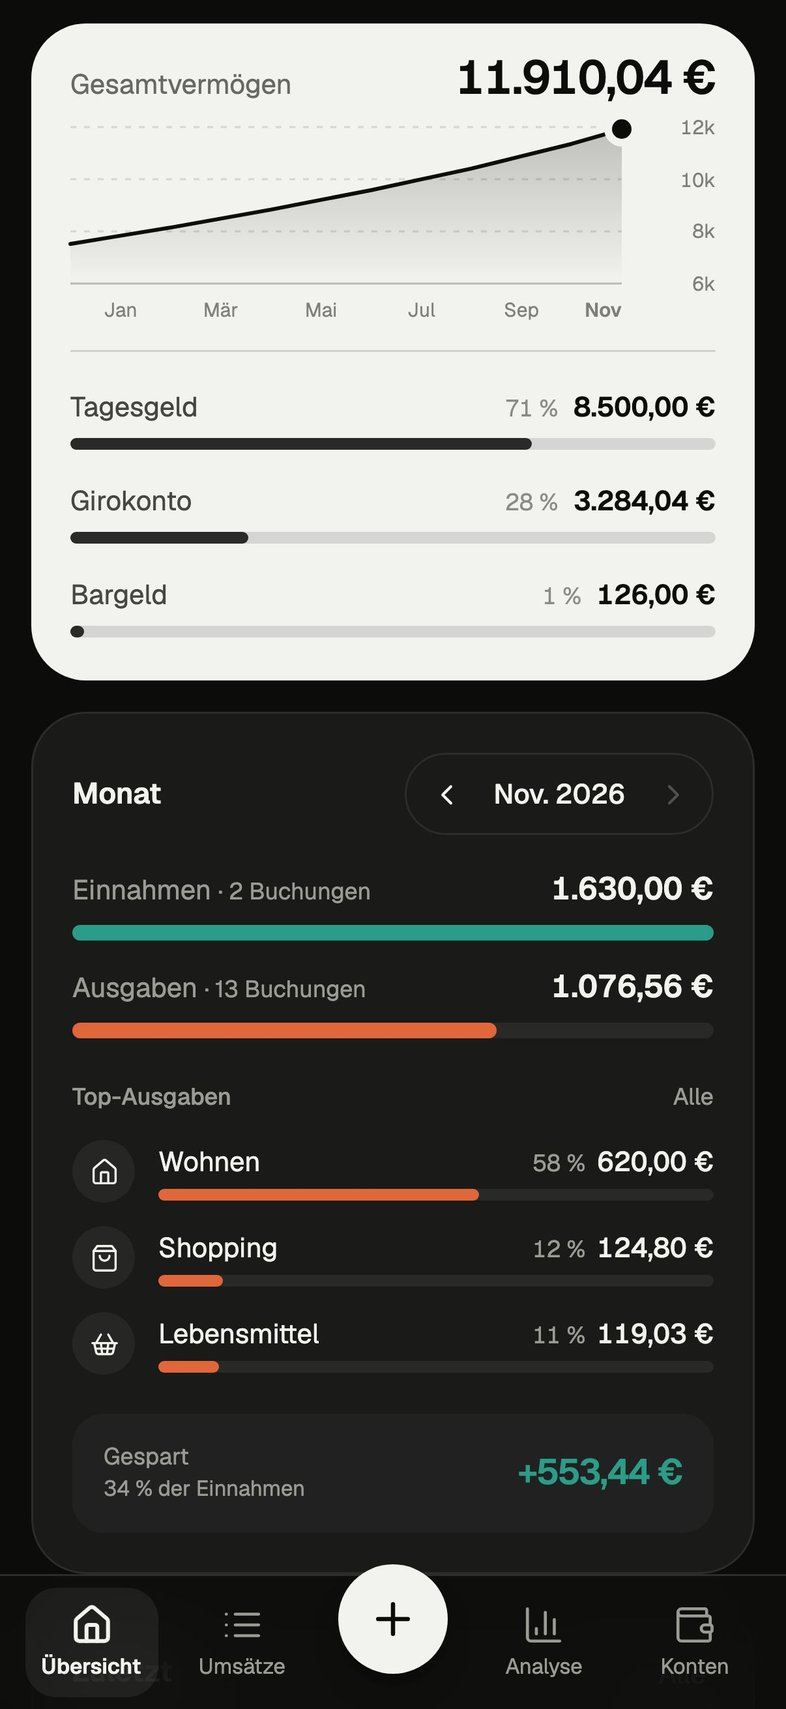 Gesamtvermögen 11.910,04 €
12k
10k
8k
6k
Jan Mär Mai Jul Sep Nov
Tagesgeld 71 % 8.500,00 €
Girokonto 28 % 3.284,04 €
Bargeld 1 % 126,00 €
Monat Nov. 2026
Einnahmen · 2 Buchungen 1.630,00 €
Ausgaben · 13 Buchungen 1.076,56 €
Top-Ausgaben Alle
Wohnen 58 % 620,00 €
Shopping 12 % 124,80 €
Lebensmittel 11 % 119,03 €
Gespart
34 % der Einnahmen
+553,44 €
Übersicht Umsätze Analyse Konten